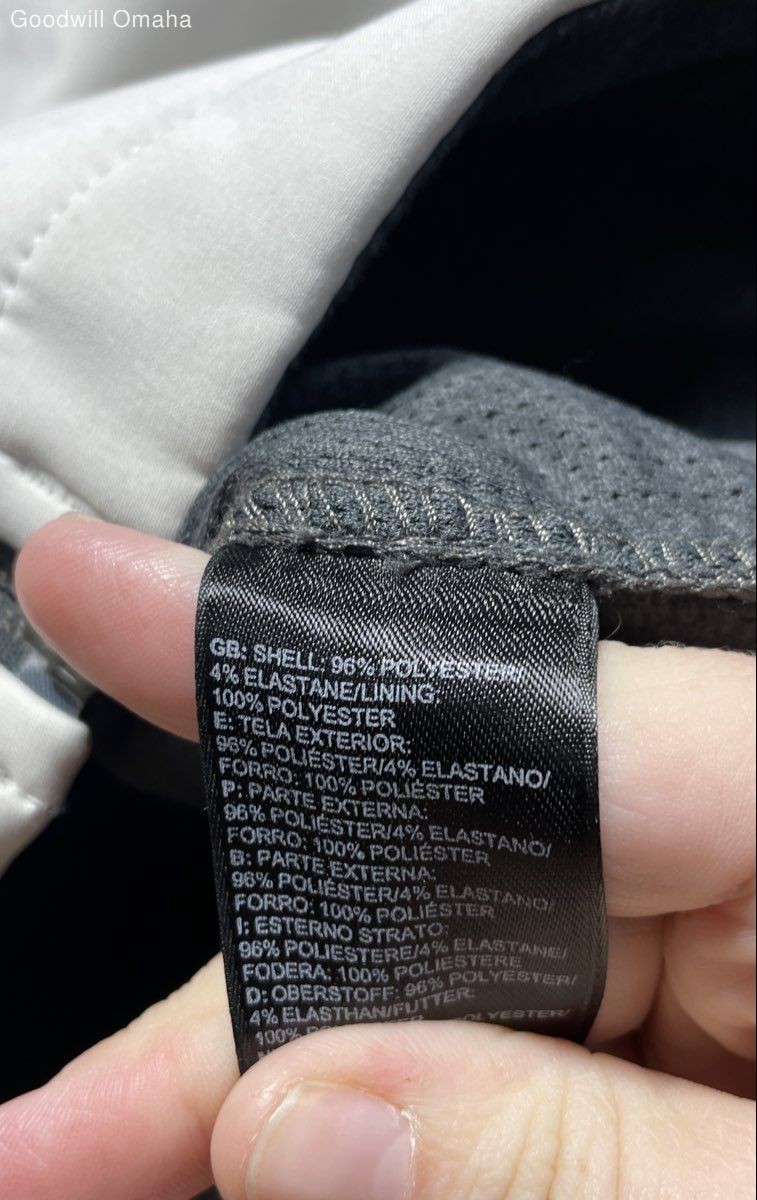 Goodwill Omaha
GB: SHELL: 96% POLYESTER/
4% ELASTANE/LINING:
100% POLYESTER
E: TELA EXTERIOR:
96% POLIÉSTER/4% ELASTANO/
FORRO: 100% POLIÉSTER
P: PARTE EXTERNA:
96% POLIÉSTER/4% ELASTANO/
FORRO: 100% POLIÉSTER
B: PARTE EXTERNA:
96% POLIÉSTER/4% ELASTANO/
FORRO: 100% POLIÉSTER
I: ESTERNO STRATO:
96% POLIESTERE/4% ELASTANE/
FODERA: 100% POLIESTERE
D: OBERSTOFF: 96% POLYESTER/
4% ELASTHAN/FUTTER:
100% POLYESTER/